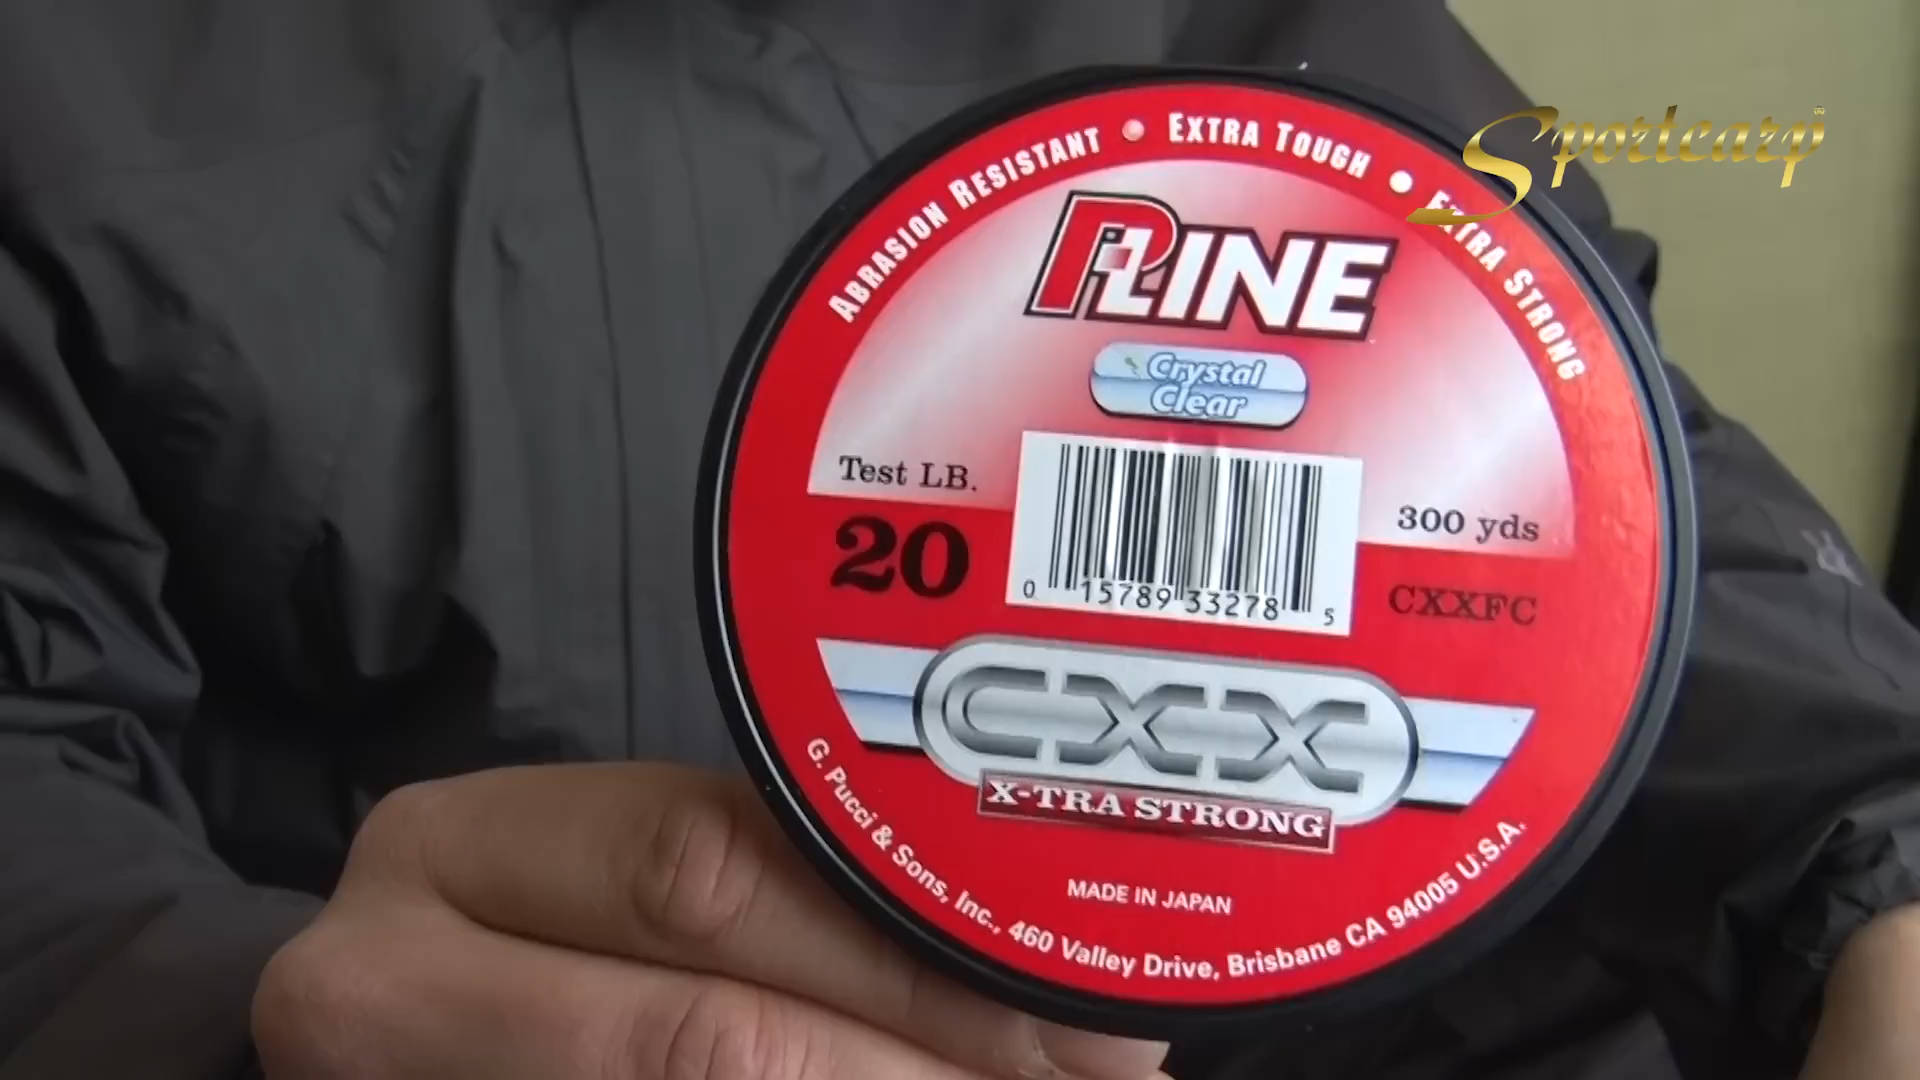 Sportcarp®
ABRASION RESISTANT • EXTRA TOUGH • EXTRA STRONG
P-LINE
Crystal
Clear
Test LB.
20
300 yds
CXXFC
0 15789 33278 5
CXX
X-TRA STRONG
MADE IN JAPAN
G. Pucci & Sons, Inc., 460 Valley Drive, Brisbane CA 94005 U.S.A.